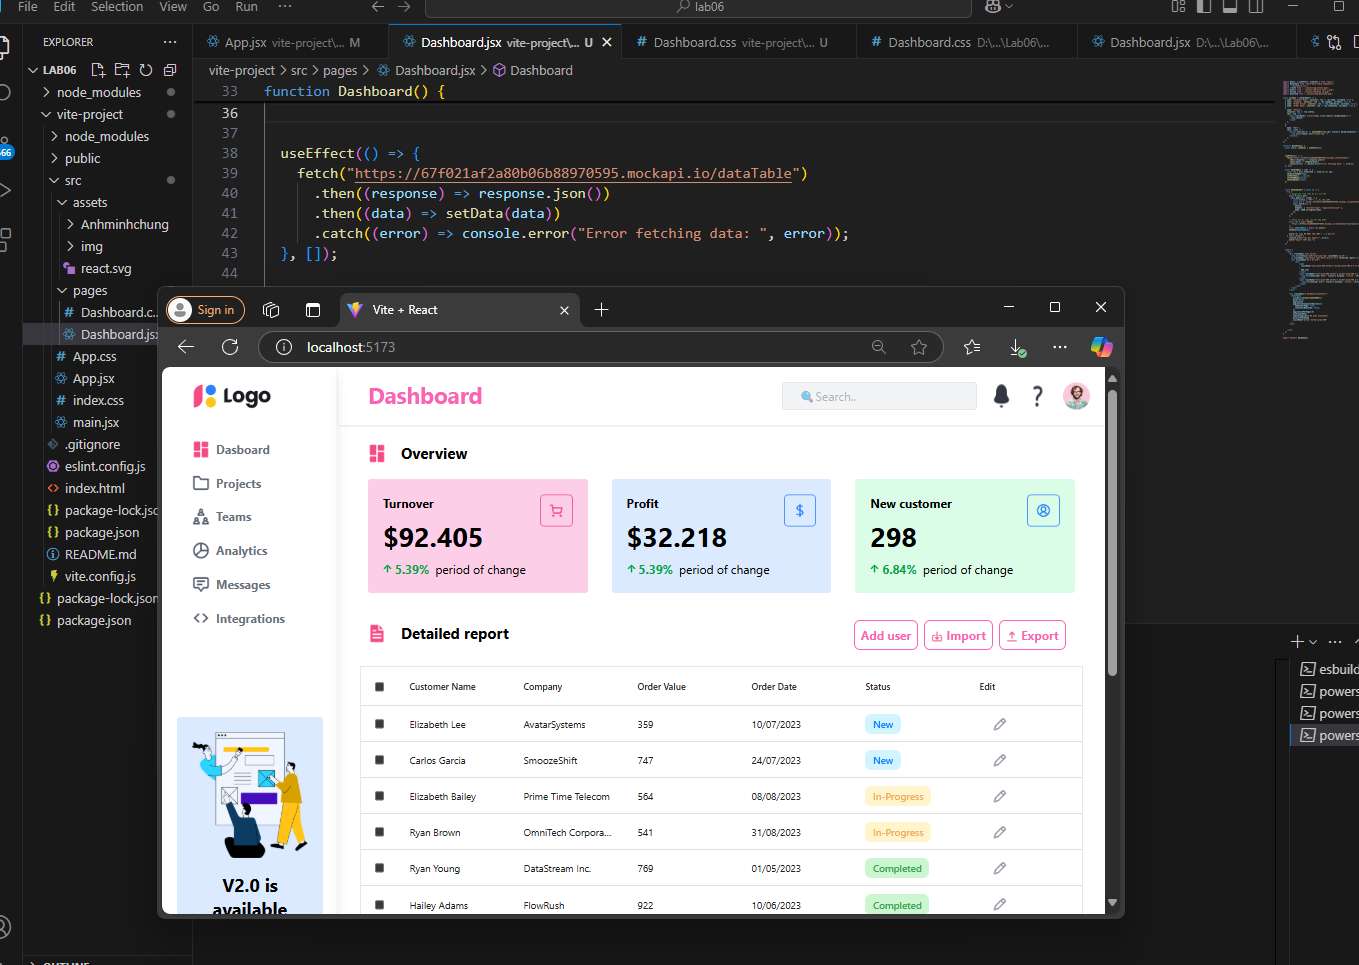 File Edit Selection View Go Run ··· lab06
EXPLORER ···
App.jsx vite-project\... M
Dashboard.jsx vite-project\... U
Dashboard.css vite-project\... U
Dashboard.css D:\...\Lab06\...
Dashboard.jsx D:\...\Lab06\...
LAB06
node_modules
vite-project
node_modules
public
src
assets
Anhminhchung
img
react.svg
pages
Dashboard.c...
Dashboard.jsx
App.css
App.jsx
index.css
main.jsx
.gitignore
eslint.config.js
index.html
package-lock.jsc
package.json
README.md
vite.config.js
package-lock.json
package.json
OUTLINE
vite-project > src > pages > Dashboard.jsx > Dashboard
33 function Dashboard() {
36
37
38 useEffect(() => {
39 fetch("https://67f021af2a80b06b88970595.mockapi.io/dataTable")
40 .then((response) => response.json())
41 .then((data) => setData(data))
42 .catch((error) => console.error("Error fetching data: ", error));
43 }, []);
44
Sign in
Vite + React
localhost:5173
Logo
Dashboard
🔍Search..
Dasboard
Projects
Teams
Analytics
Messages
Integrations
V2.0 is
available
Overview
Turnover
$92.405
↑ 5.39% period of change
Profit
$
$32.218
↑ 5.39% period of change
New customer
298
↑ 6.84% period of change
Detailed report
Add user Import Export
Customer Name Company Order Value Order Date Status Edit
Elizabeth Lee AvatarSystems 359 10/07/2023 New
Carlos Garcia SmoozeShift 747 24/07/2023 New
Elizabeth Bailey Prime Time Telecom 564 08/08/2023 In-Progress
Ryan Brown OmniTech Corpora... 541 31/08/2023 In-Progress
Ryan Young DataStream Inc. 769 01/05/2023 Completed
Hailey Adams FlowRush 922 10/06/2023 Completed
esbuild
powers
powers
powers